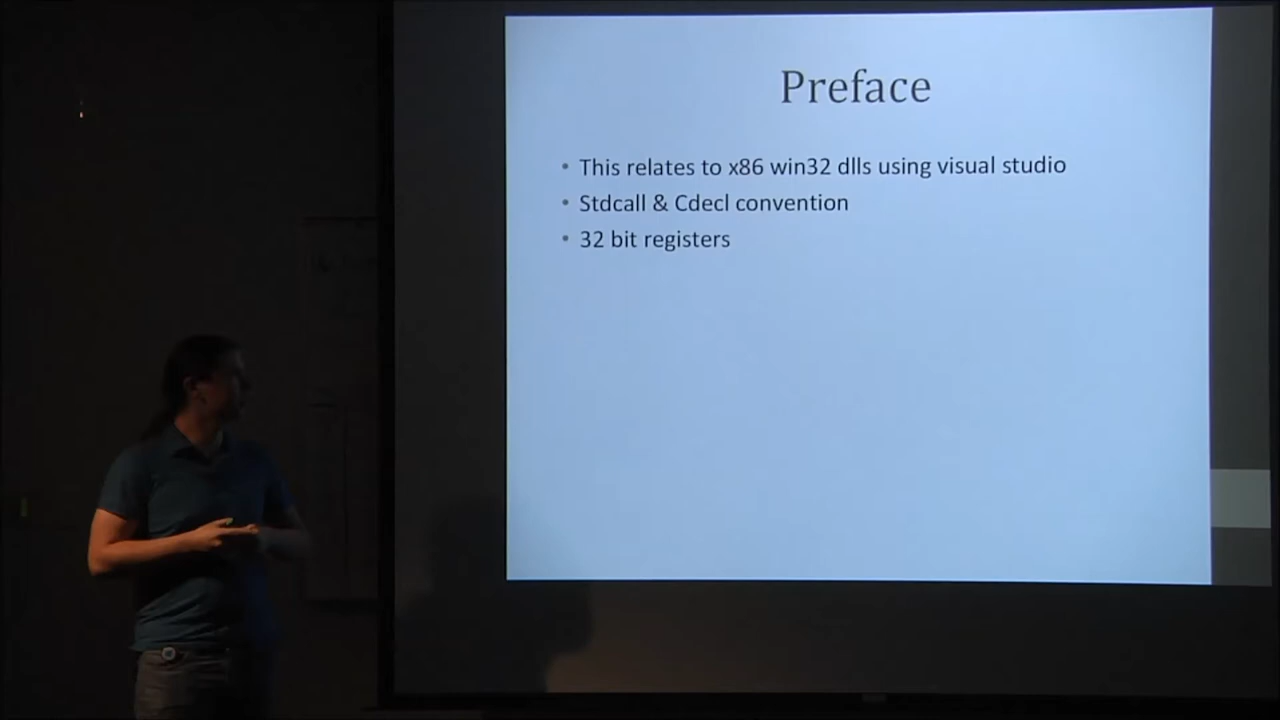 Preface
• This relates to x86 win32 dlls using visual studio
• Stdcall & Cdecl convention
• 32 bit registers